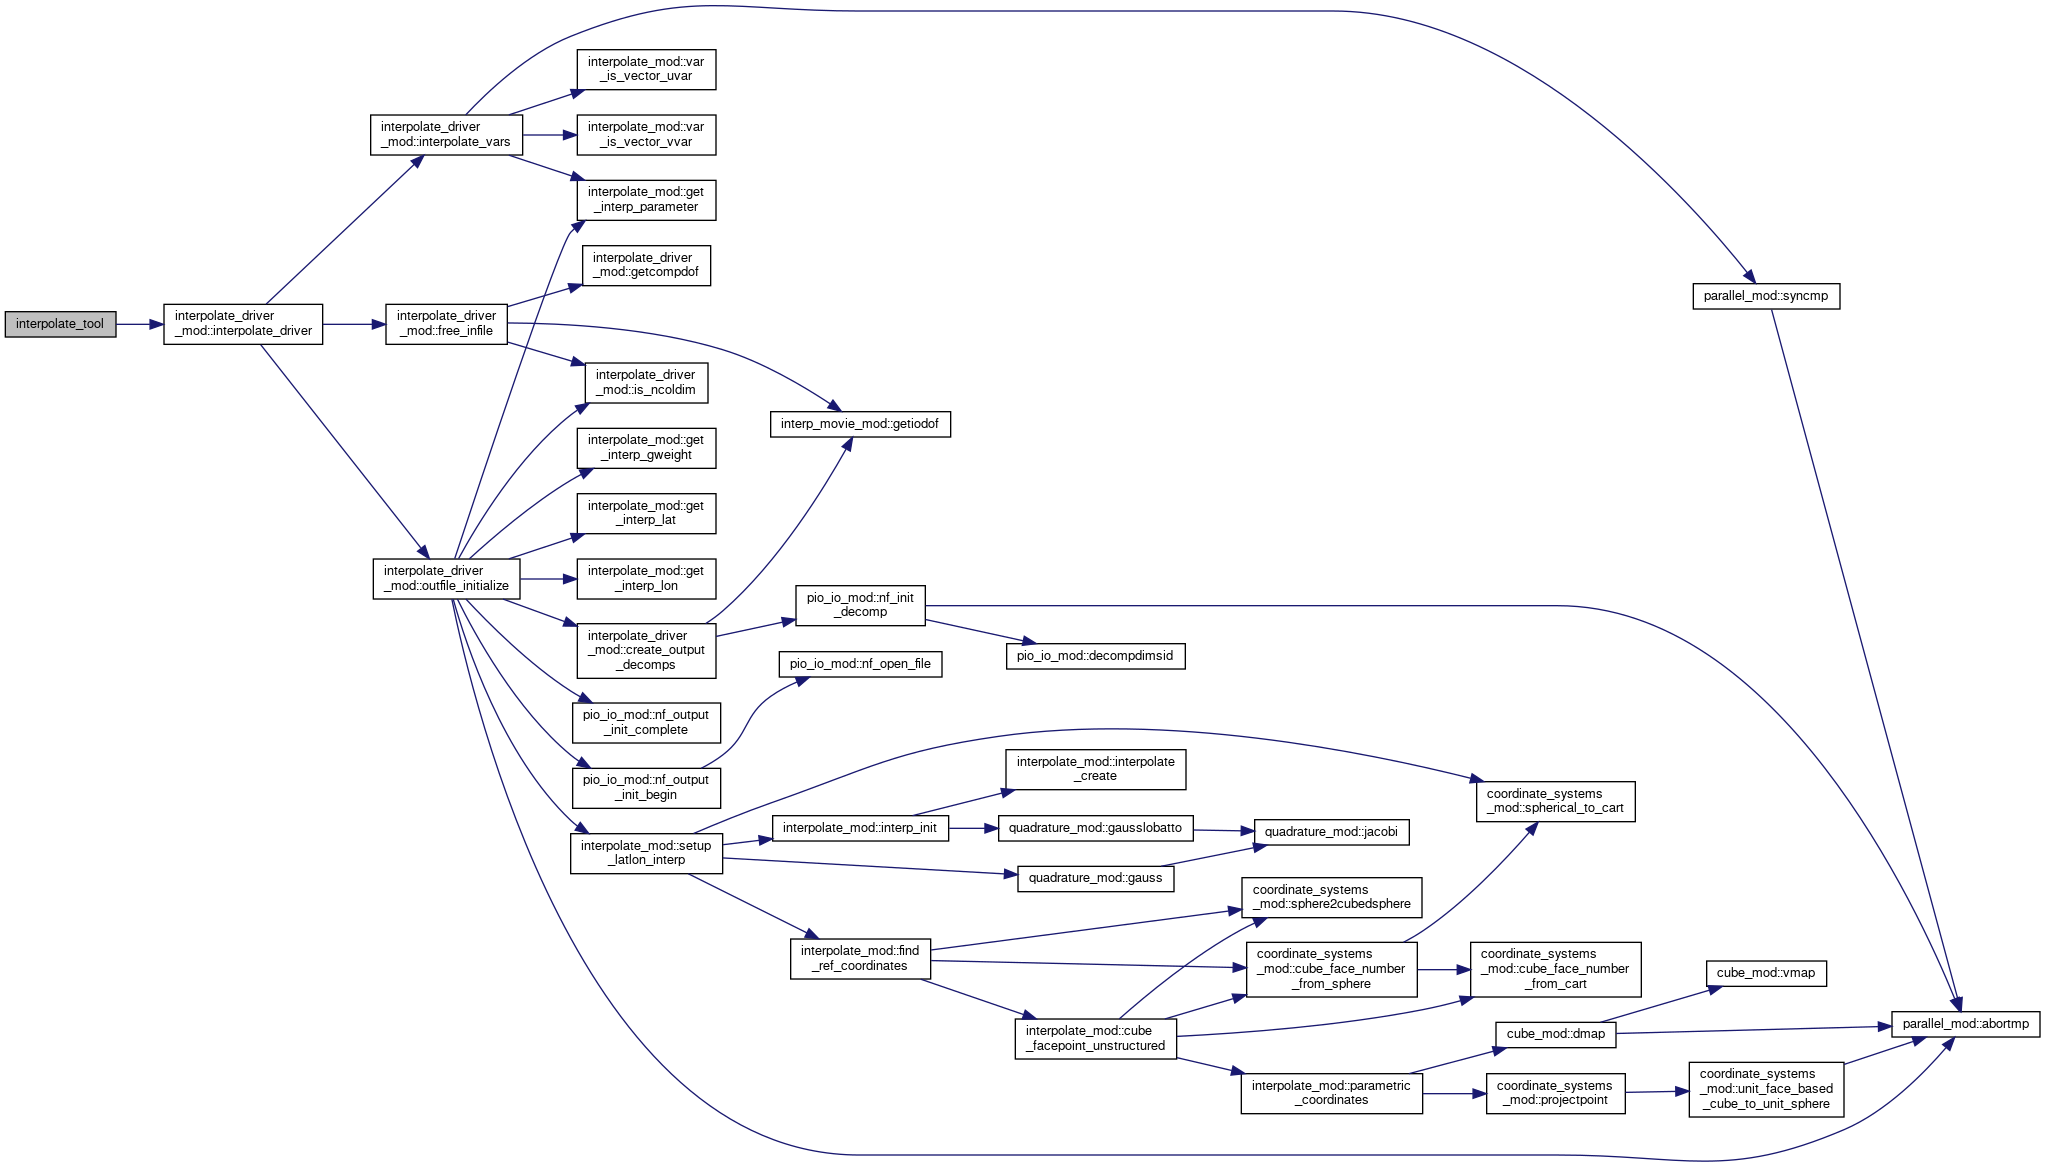 interpolate_tool
interpolate_driver
_mod::interpolate_driver
interpolate_driver
_mod::interpolate_vars
interpolate_driver
_mod::free_infile
interpolate_driver
_mod::outfile_initialize
interpolate_mod::var
_is_vector_uvar
interpolate_mod::var
_is_vector_vvar
interpolate_mod::get
_interp_parameter
interpolate_driver
_mod::getcompdof
interpolate_driver
_mod::is_ncoldim
interpolate_mod::get
_interp_gweight
interpolate_mod::get
_interp_lat
interpolate_mod::get
_interp_lon
interpolate_driver
_mod::create_output
_decomps
pio_io_mod::nf_output
_init_complete
pio_io_mod::nf_output
_init_begin
interpolate_mod::setup
_latlon_interp
interp_movie_mod::getiodof
pio_io_mod::nf_init
_decomp
pio_io_mod::nf_open_file
interpolate_mod::interp_init
interpolate_mod::find
_ref_coordinates
pio_io_mod::decompdimsid
interpolate_mod::interpolate
_create
quadrature_mod::gausslobatto
quadrature_mod::gauss
interpolate_mod::cube
_facepoint_unstructured
quadrature_mod::jacobi
coordinate_systems
_mod::sphere2cubedsphere
coordinate_systems
_mod::cube_face_number
_from_sphere
interpolate_mod::parametric
_coordinates
coordinate_systems
_mod::spherical_to_cart
coordinate_systems
_mod::cube_face_number
_from_cart
cube_mod::dmap
coordinate_systems
_mod::projectpoint
parallel_mod::syncmp
cube_mod::vmap
coordinate_systems
_mod::unit_face_based
_cube_to_unit_sphere
parallel_mod::abortmp